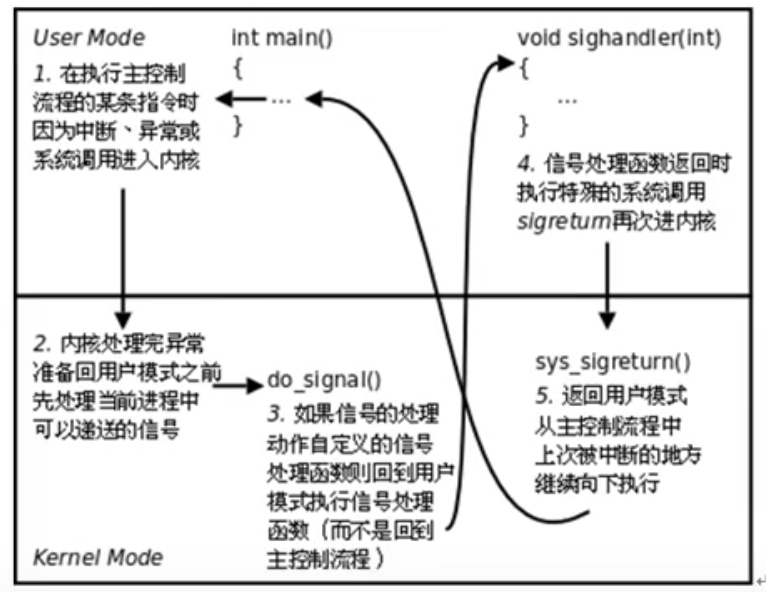 User Mode
int main()
{
...
}
void sighandler(int)
{
...
}
1. 在执行主控制
流程的某条指令时
因为中断、异常或
系统调用进入内核
4. 信号处理函数返回时
执行特殊的系统调用
sigreturn再次进内核
2. 内核处理完异常
准备回用户模式之前
先处理当前进程中
可以递送的信号
do_signal()
3. 如果信号的处理
动作自定义的信号
处理函数则回到用户
模式执行信号处理
函数（而不是回到
主控制流程）
sys_sigreturn()
5. 返回用户模式
从主控制流程中
上次被中断的地方
继续向下执行
Kernel Mode